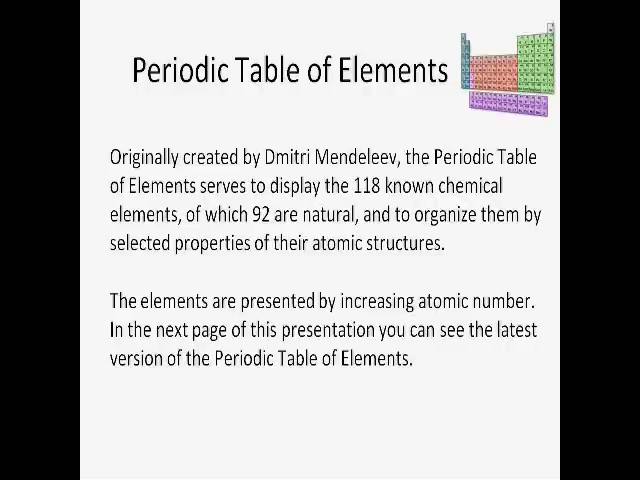 Periodic Table of Elements
Originally created by Dmitri Mendeleev, the Periodic Table
of Elements serves to display the 118 known chemical
elements, of which 92 are natural, and to organize them by
selected properties of their atomic structures.
The elements are presented by increasing atomic number.
In the next page of this presentation you can see the latest
version of the Periodic Table of Elements.